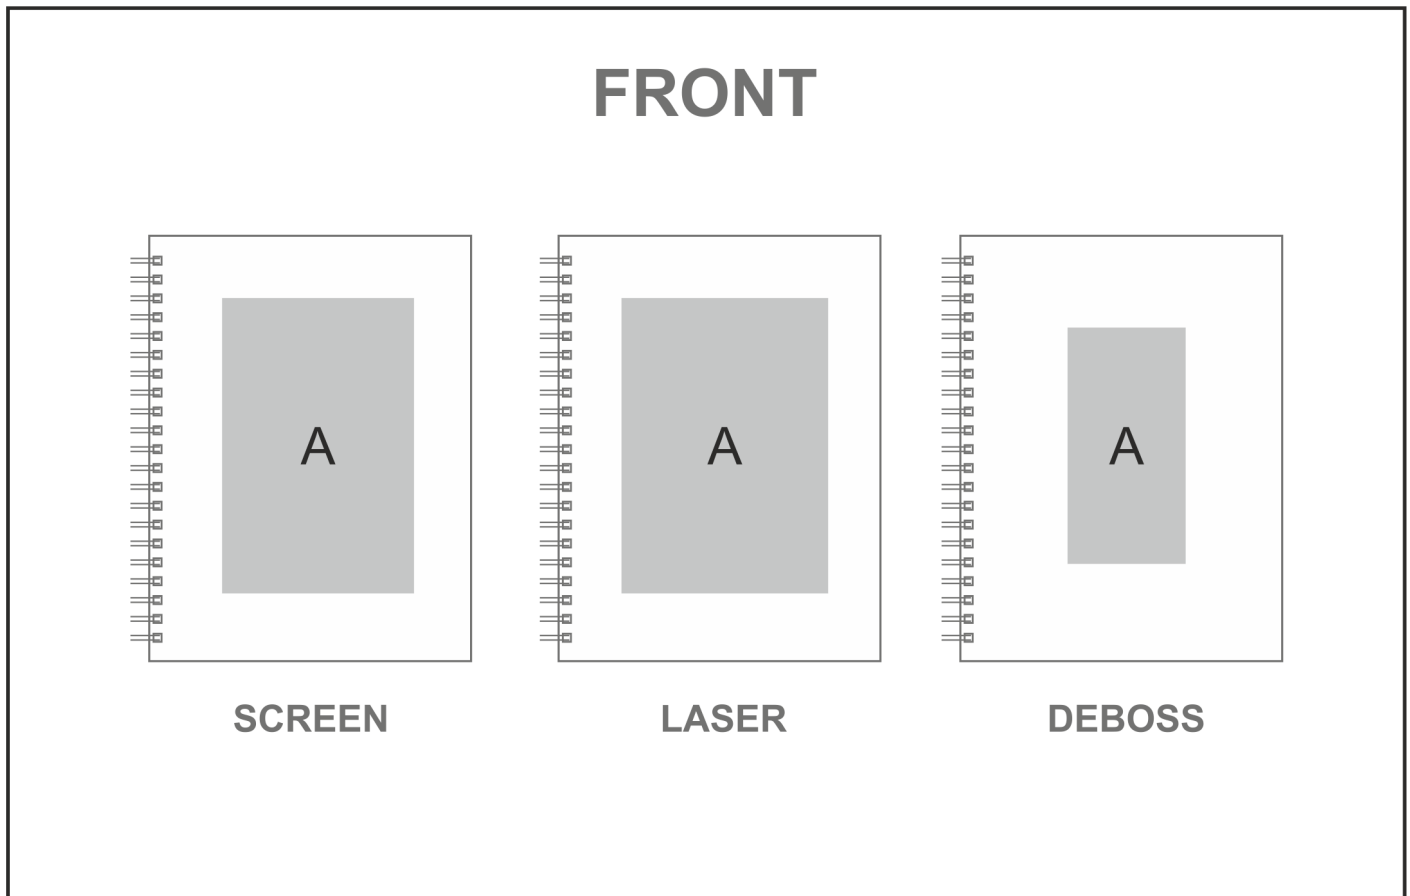 FRONT
A
A
A
SCREEN
LASER
DEBOSS